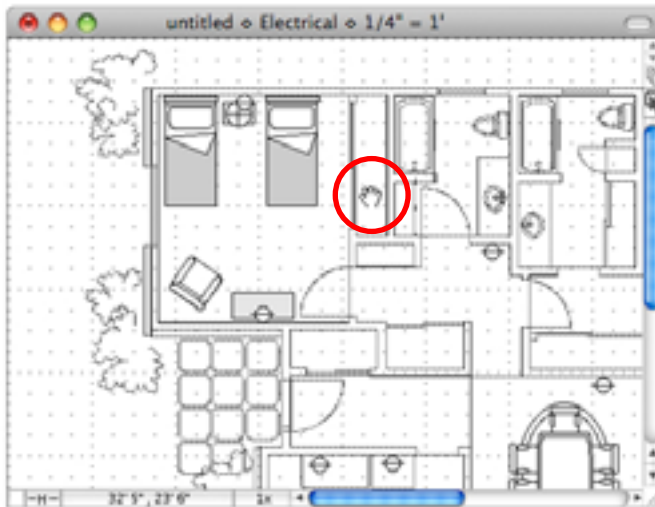 untitled ⋄ Electrical ⋄ 1/4" = 1'
32' 5", 23' 6" 1x